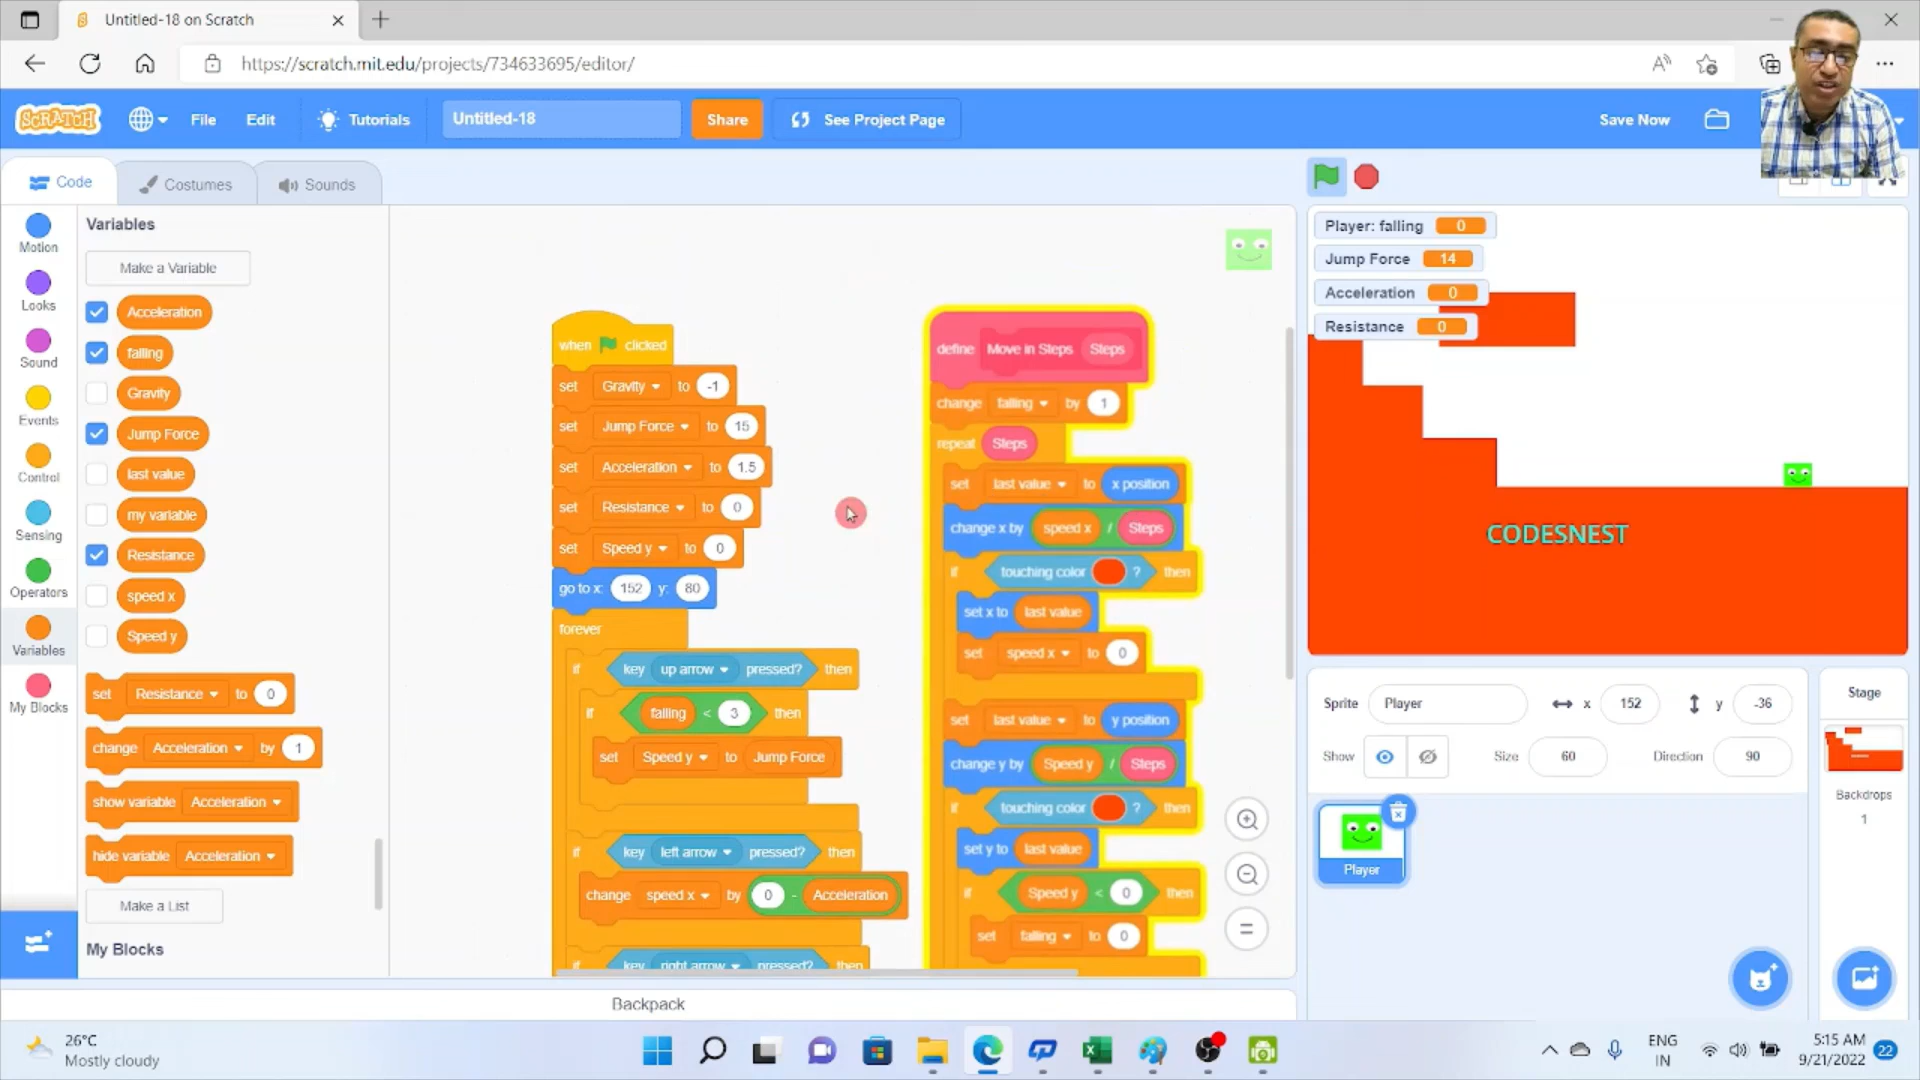 Untitled-18 on Scratch
https://scratch.mit.edu/projects/734633695/editor/
SCRATCH
File
Edit
Tutorials
Untitled-18
Share
See Project Page
Save Now
Code
Costumes
Sounds
Motion
Looks
Sound
Events
Control
Sensing
Operators
Variables
My Blocks
Variables
Make a Variable
Acceleration
falling
Gravity
Jump Force
last value
my variable
Resistance
speed x
Speed y
set Resistance to 0
change Acceleration by 1
show variable Acceleration
hide variable Acceleration
Make a List
My Blocks
when clicked
set Gravity to -1
set Jump Force to 15
set Acceleration to 1.5
set Resistance to 0
set Speed y to 0
go to x: 152 y: 80
forever
if key up arrow pressed? then
if falling < 3 then
set Speed y to Jump Force
if key left arrow pressed? then
change speed x by 0 - Acceleration
if key right arrow pressed? then
define Move in Steps Steps
change falling by 1
repeat Steps
set last value to x position
change x by speed x / Steps
if touching color ? then
set x to last value
set speed x to 0
set last value to y position
change y by Speed y / Steps
if touching color ? then
set y to last value
if Speed y < 0 then
set falling to 0
Player: falling 0
Jump Force 14
Acceleration 0
Resistance 0
CODESNEST
Sprite Player x 152 y -36
Show Size 60 Direction 90
Player
Stage
Backdrops
1
Backpack
26°C
Mostly cloudy
ENG
IN
5:15 AM
9/21/2022
22